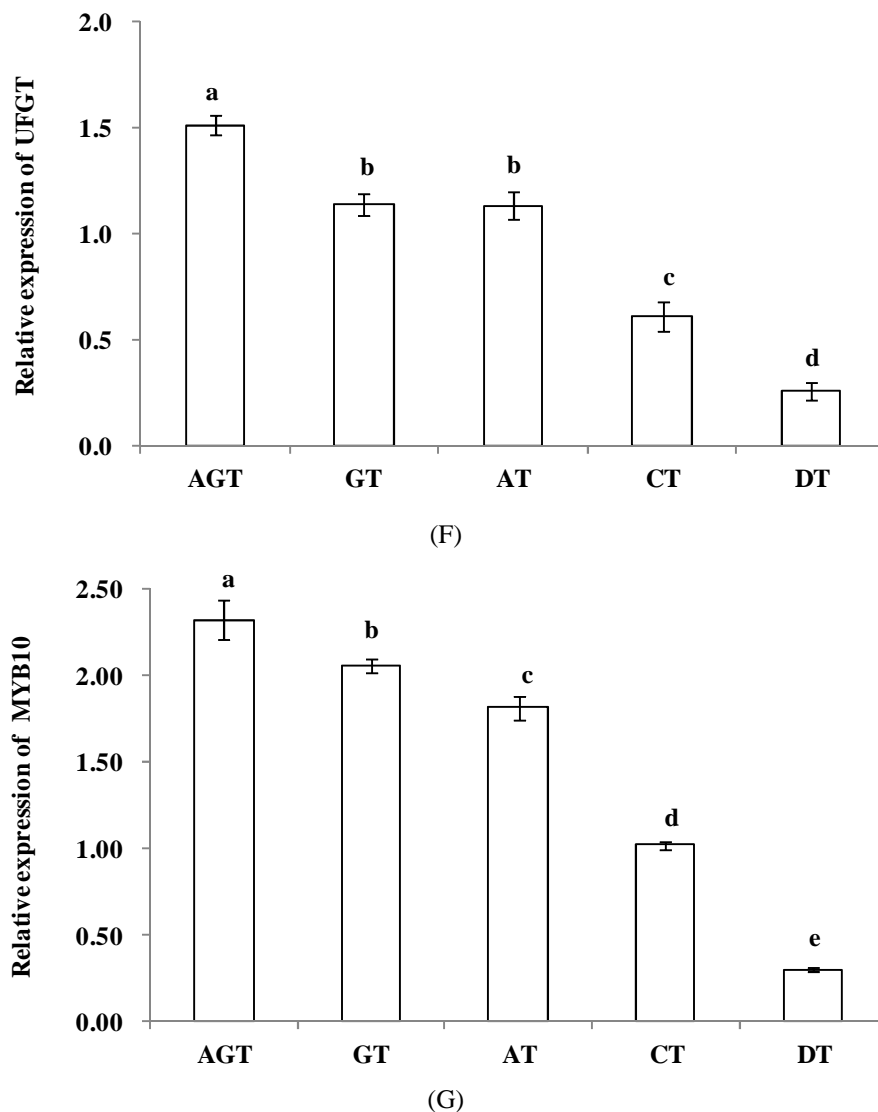 2.0
1.5
1.0
0.5
0.0
Relative expression of UFGT
a
b
b
c
d
AGT GT AT CT DT
(F)
2.50
2.00
1.50
1.00
0.50
0.00
Relative expression of MYB10
a
b
c
d
e
AGT GT AT CT DT
(G)